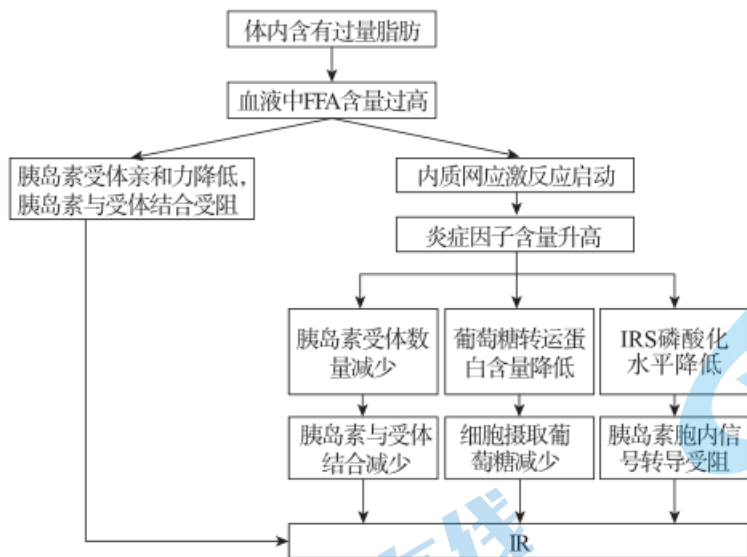 体内含有过量脂肪
血液中FFA含量过高
胰岛素受体亲和力降低，
胰岛素与受体结合受阻
内质网应激反应启动
炎症因子含量升高
胰岛素受体数
量减少
葡萄糖转运蛋
白含量降低
IRS磷酸化
水平降低
胰岛素与受体
结合减少
细胞摄取葡
萄糖减少
胰岛素胞内信
号转导受阻
IR
在线